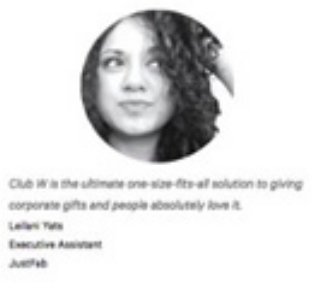 Club W is the ultimate one-size-fits-all solution to giving
corporate gifts and people absolutely love it.
Leilani Yats
Executive Assistant
JustFab